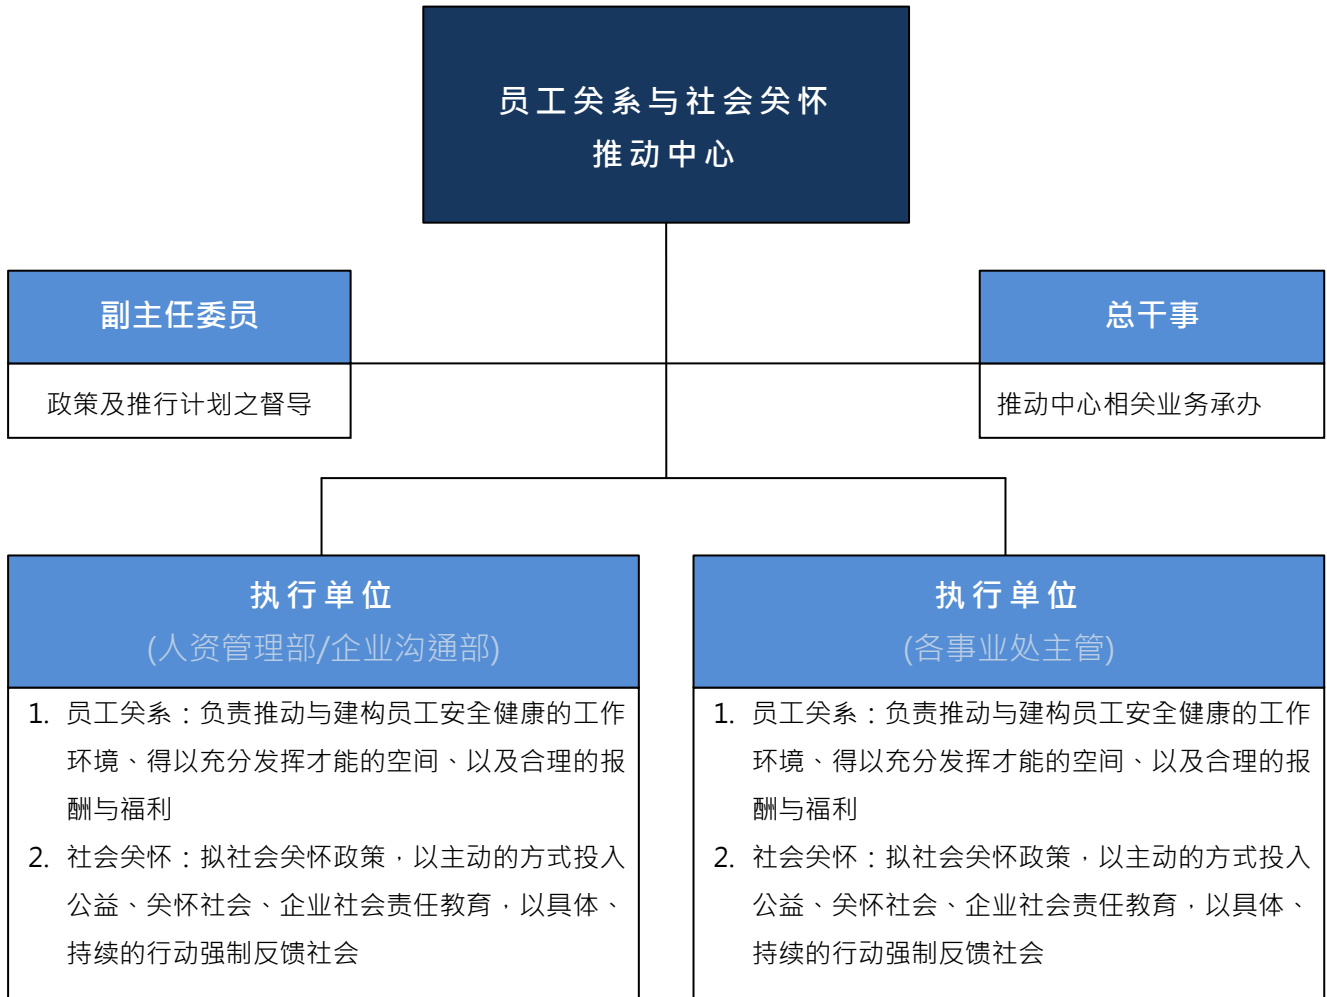 员工关系与社会关怀
推动中心
副主任委员
政策及推行计划之督导
总干事
推动中心相关业务承办
执行单位
(人资管理部/企业沟通部)
1. 员工关系：负责推动与建构员工安全健康的工作
环境、得以充分发挥才能的空间、以及合理的报
酬与福利
2. 社会关怀：拟社会关怀政策，以主动的方式投入
公益、关怀社会、企业社会责任教育，以具体、
持续的行动强制反馈社会
执行单位
(各事业处主管)
1. 员工关系：负责推动与建构员工安全健康的工作
环境、得以充分发挥才能的空间、以及合理的报
酬与福利
2. 社会关怀：拟社会关怀政策，以主动的方式投入
公益、关怀社会、企业社会责任教育，以具体、
持续的行动强制反馈社会